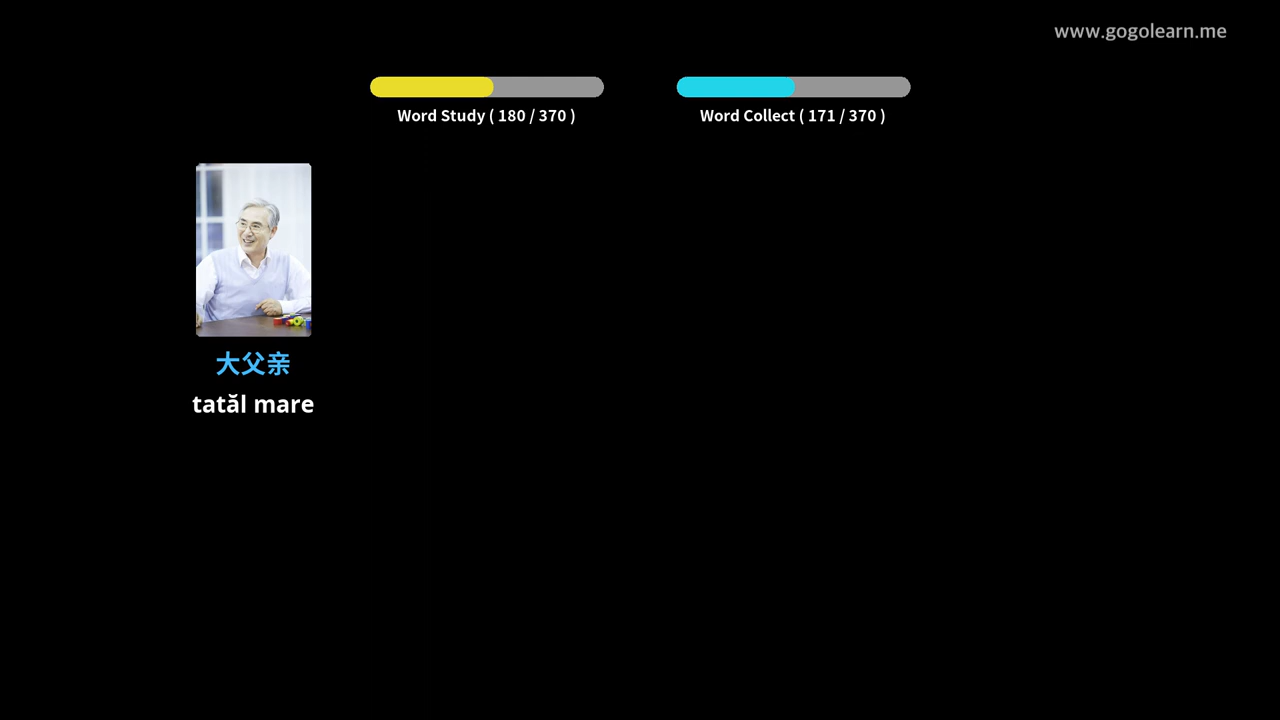 www.gogolearn.me
Word Study ( 180 / 370 )
Word Collect ( 171 / 370 )
大父亲
tatăl mare